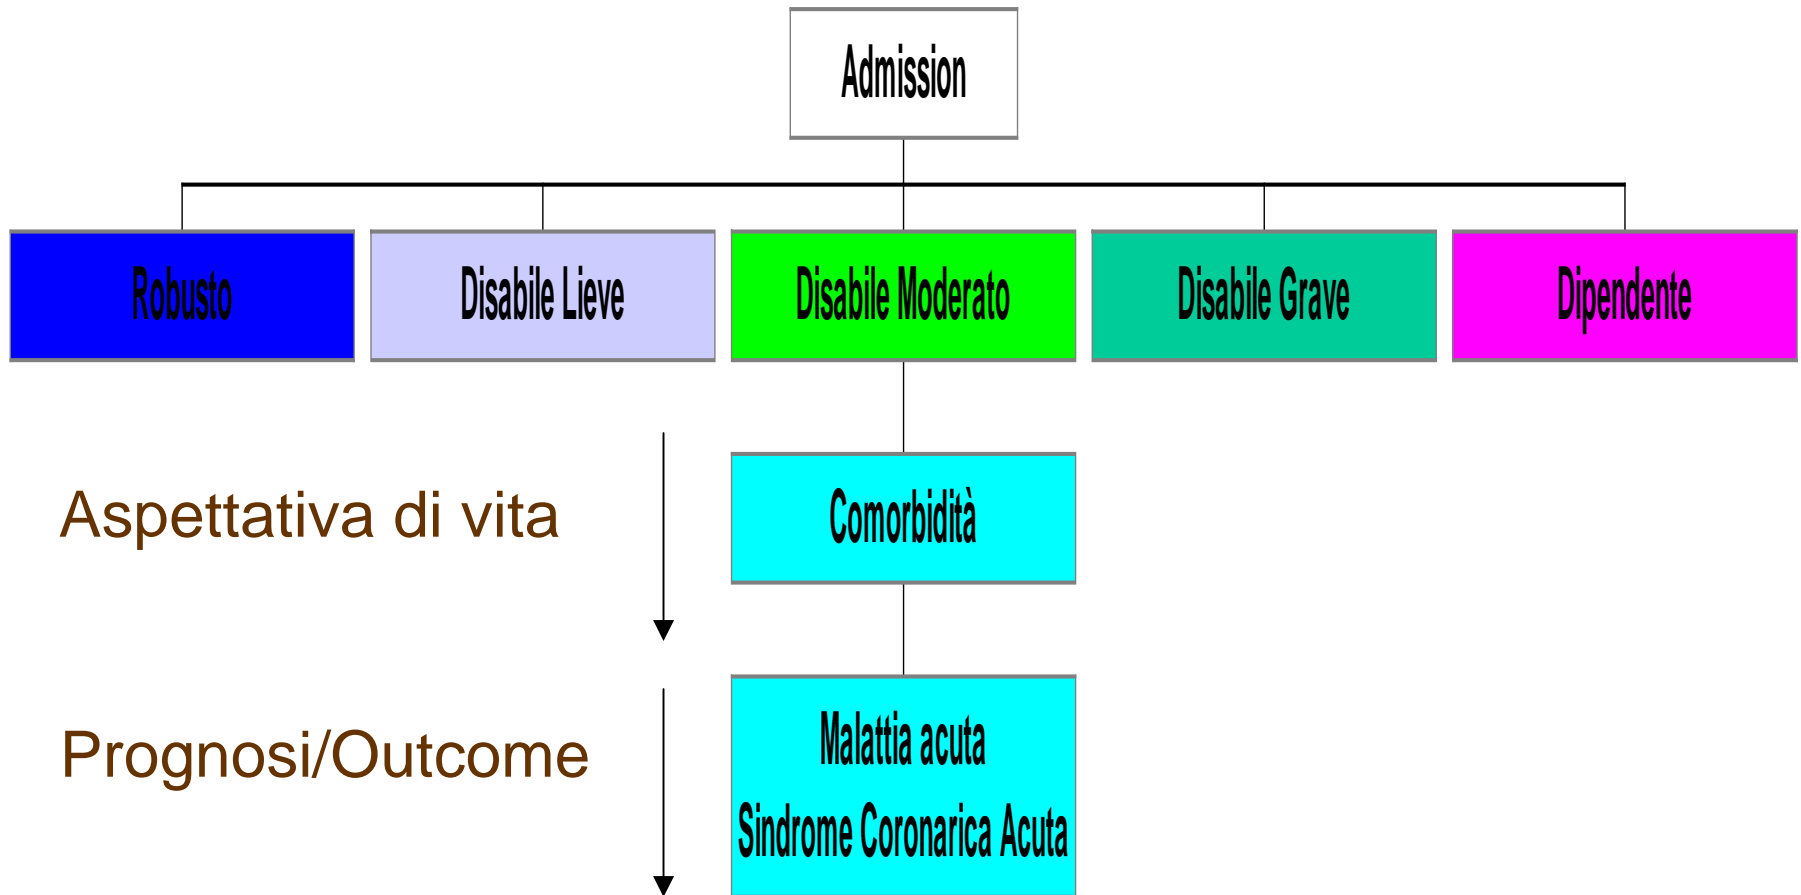 Admission
Robusto
Disabile Lieve
Disabile Moderato
Disabile Grave
Dipendente
Aspettativa di vita
Comorbidità
Prognosi/Outcome
Malattia acuta
Sindrome Coronarica Acuta